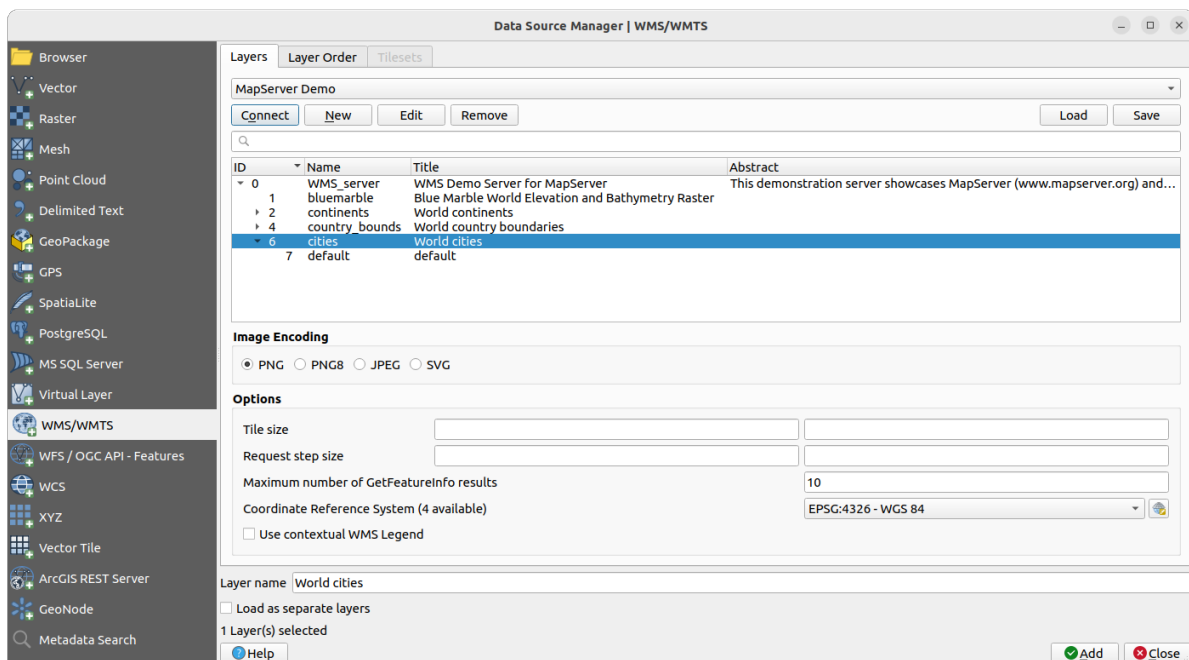 Data Source Manager | WMS/WMTS
Browser
Vector
Raster
Mesh
Point Cloud
Delimited Text
GeoPackage
GPS
SpatiaLite
PostgreSQL
MS SQL Server
Virtual Layer
WMS/WMTS
WFS / OGC API - Features
WCS
XYZ
Vector Tile
ArcGIS REST Server
GeoNode
Metadata Search
Layers Layer Order Tilesets
MapServer Demo
Connect New Edit Remove Load Save
ID Name Title Abstract
0 WMS_server WMS Demo Server for MapServer This demonstration server showcases MapServer (www.mapserver.org) and...
1 bluemarble Blue Marble World Elevation and Bathymetry Raster
2 continents World continents
4 country_bounds World country boundaries
6 cities World cities
7 default default
Image Encoding
PNG PNG8 JPEG SVG
Options
Tile size
Request step size
Maximum number of GetFeatureInfo results 10
Coordinate Reference System (4 available) EPSG:4326 - WGS 84
Use contextual WMS Legend
Layer name World cities
Load as separate layers
1 Layer(s) selected
Help Add Close